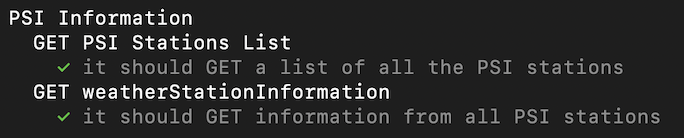 PSI Information
GET PSI Stations List
✓ it should GET a list of all the PSI stations
GET weatherStationInformation
✓ it should GET information from all PSI stations